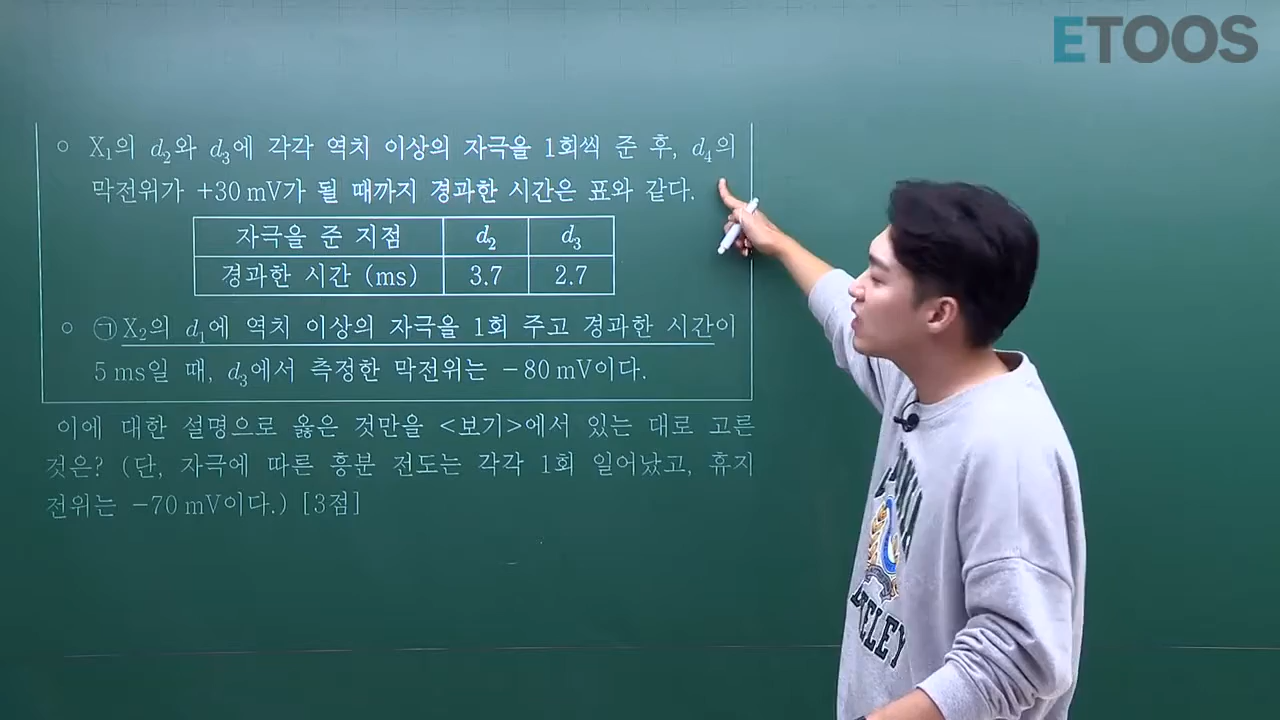 ETOOS
○ X₁의 d₂와 d₃에 각각 역치 이상의 자극을 1회씩 준 후, d₄의
막전위가 +30 mV가 될 때까지 경과한 시간은 표와 같다.
자극을 준 지점 d₂ d₃
경과한 시간 (ms) 3.7 2.7
○ ㉠X₂의 d₁에 역치 이상의 자극을 1회 주고 경과한 시간이
5 ms일 때, d₃에서 측정한 막전위는 −80 mV이다.
이에 대한 설명으로 옳은 것만을 <보기>에서 있는 대로 고른
것은? (단, 자극에 따른 흥분 전도는 각각 1회 일어났고, 휴지
전위는 −70 mV이다.) [3점]